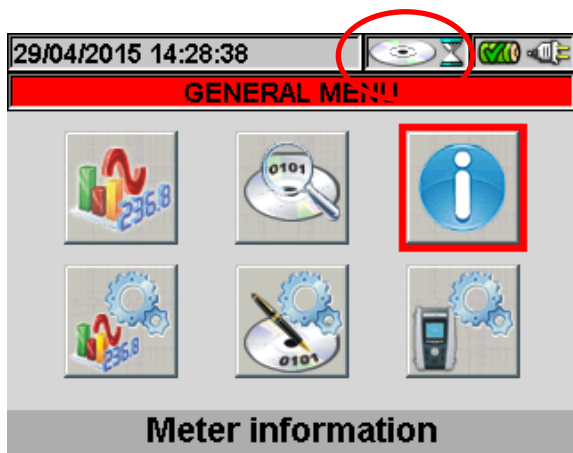 29/04/2015 14:28:38
GENERAL MENU
236.8
0101
236.8
0101
Meter information